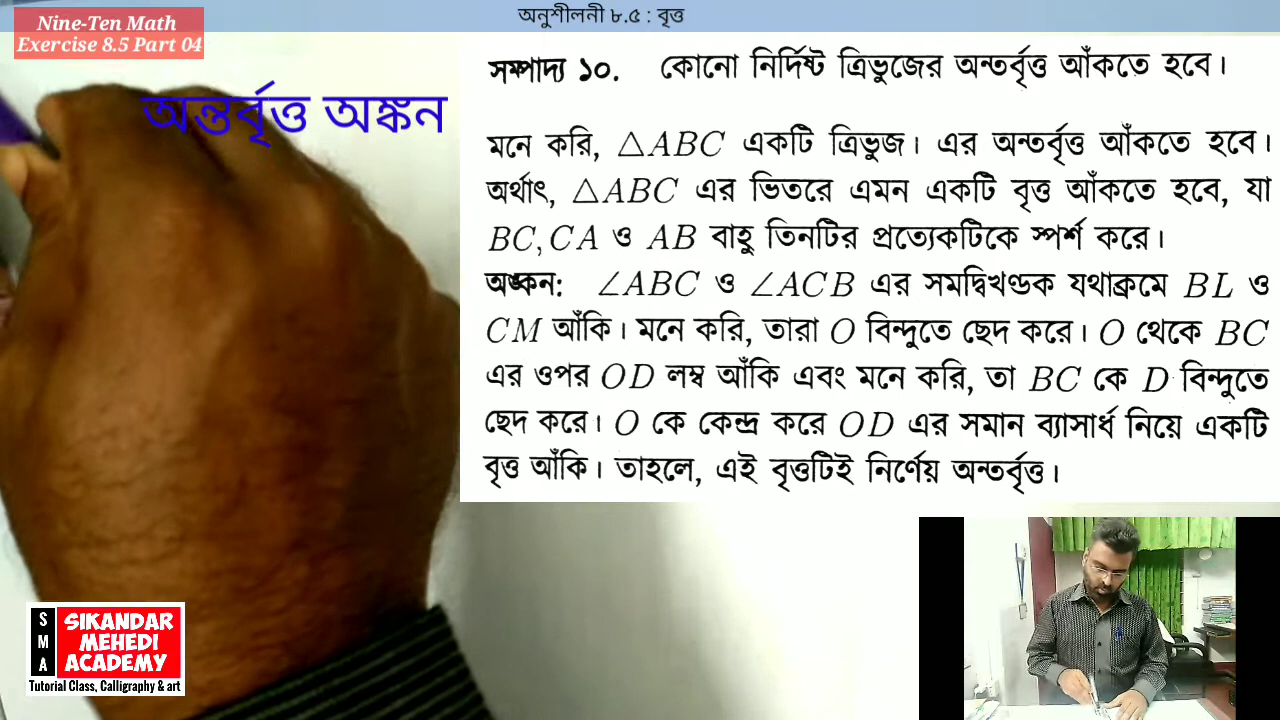 অনুশীলনী ৮.৫ : বৃত্ত
Nine-Ten Math
Exercise 8.5 Part 04
অন্তর্বৃত্ত অঙ্কন
সম্পাদ্য ১০. কোনো নির্দিষ্ট ত্রিভুজের অন্তর্বৃত্ত আঁকতে হবে।
মনে করি, △ABC একটি ত্রিভুজ। এর অন্তর্বৃত্ত আঁকতে হবে।
অর্থাৎ, △ABC এর ভিতরে এমন একটি বৃত্ত আঁকতে হবে, যা
BC, CA ও AB বাহু তিনটির প্রত্যেকটিকে স্পর্শ করে।
অঙ্কন: ∠ABC ও ∠ACB এর সমদ্বিখণ্ডক যথাক্রমে BL ও
CM আঁকি। মনে করি, তারা O বিন্দুতে ছেদ করে। O থেকে BC
এর ওপর OD লম্ব আঁকি এবং মনে করি, তা BC কে D বিন্দুতে
ছেদ করে। O কে কেন্দ্র করে OD এর সমান ব্যাসার্ধ নিয়ে একটি
বৃত্ত আঁকি। তাহলে, এই বৃত্তটিই নির্ণেয় অন্তর্বৃত্ত।
SMA
SIKANDAR
MEHEDI
ACADEMY
Tutorial Class, Calligraphy & art